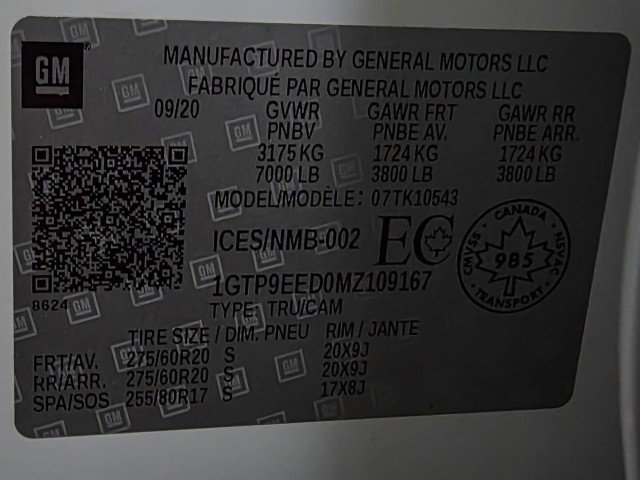 GM
MANUFACTURED BY GENERAL MOTORS LLC
FABRIQUÉ PAR GENERAL MOTORS LLC
09/20 GVWR GAWR FRT GAWR RR
PNBV PNBE AV. PNBE ARR.
3175 KG 1724 KG 1724 KG
7000 LB 3800 LB 3800 LB
MODEL/MODÈLE: 07TK10543
ICES/NMB-002 EC
CANADA
CMVSS NSVAC
985
TRANSPORT
8624
1GTP9EED0MZ109167
TYPE: TRU/CAM
TIRE SIZE / DIM. PNEU RIM / JANTE
FRT/AV. 275/60R20 S 20X9J
RR/ARR. 275/60R20 S 20X9J
SPA/SOS 255/80R17 S 17X8J